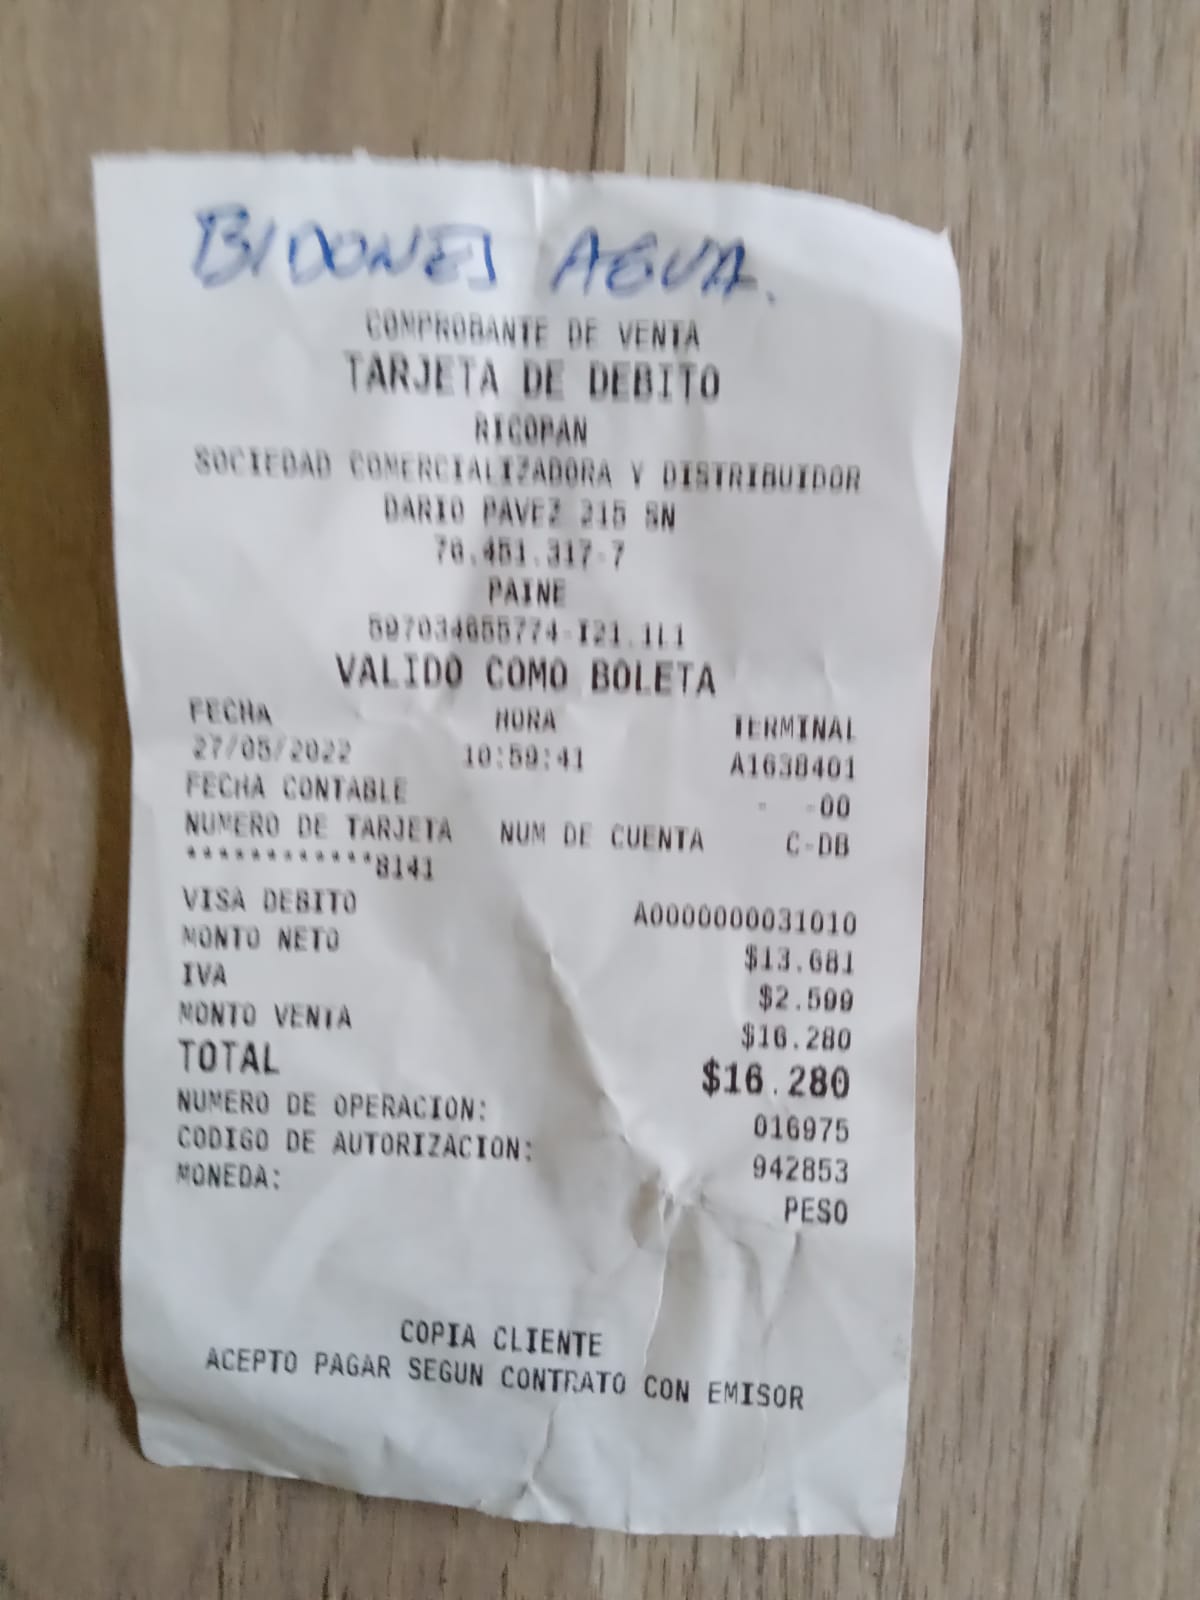 BIDONES AGUA.
COMPROBANTE DE VENTA
TARJETA DE DEBITO
RICOPAN
SOCIEDAD COMERCIALIZADORA Y DISTRIBUIDOR
DARIO PAVEZ 215 SN
76.451.317-7
PAINE
597034655774-I21.1L1
VALIDO COMO BOLETA
FECHA HORA TERMINAL
27/05/2022 10:59:41 A1638401
FECHA CONTABLE - -00
NUMERO DE TARJETA NUM DE CUENTA C-DB
************8141
VISA DEBITO A0000000031010
MONTO NETO $13.681
IVA $2.599
MONTO VENTA $16.280
TOTAL $16.280
NUMERO DE OPERACION: 016975
CODIGO DE AUTORIZACION: 942853
MONEDA: PESO
COPIA CLIENTE
ACEPTO PAGAR SEGUN CONTRATO CON EMISOR